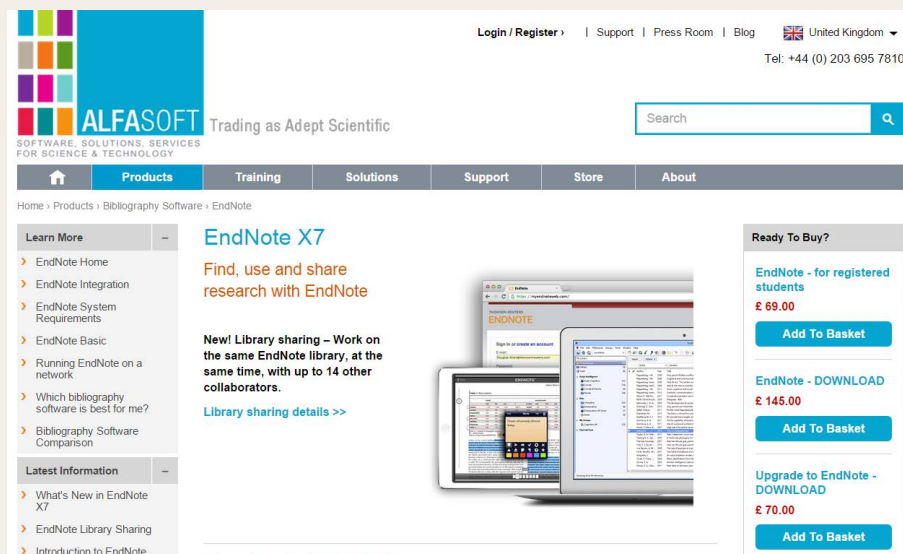 Login / Register › | Support | Press Room | Blog United Kingdom
Tel: +44 (0) 203 695 7810
ALFASOFT Trading as Adept Scientific
SOFTWARE, SOLUTIONS, SERVICES
FOR SCIENCE & TECHNOLOGY
Search
Products Training Solutions Support Store About
Home › Products › Bibliography Software › EndNote
Learn More –
EndNote Home
EndNote Integration
EndNote System
Requirements
EndNote Basic
Running EndNote on a
network
Which bibliography
software is best for me?
Bibliography Software
Comparison
Latest Information –
What's New in EndNote
X7
EndNote Library Sharing
Introduction to EndNote
EndNote X7
Find, use and share
research with EndNote
New! Library sharing – Work on
the same EndNote library, at the
same time, with up to 14 other
collaborators.
Library sharing details >>
ENDNOTE
Sign in or create an account
Ready To Buy?
EndNote - for registered
students
£ 69.00
Add To Basket
EndNote - DOWNLOAD
£ 145.00
Add To Basket
Upgrade to EndNote -
DOWNLOAD
£ 70.00
Add To Basket